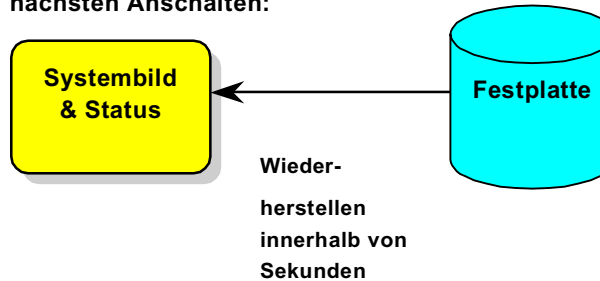 nächsten Anschalten:
Systembild
& Status
Festplatte
Wieder-
herstellen
innerhalb von
Sekunden